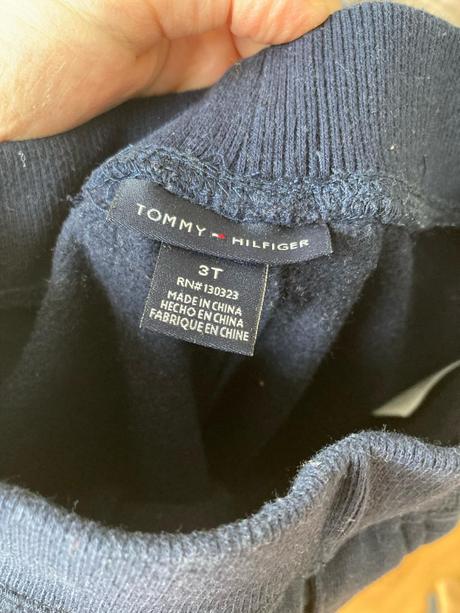 TOMMY HILFIGER
3T
RN#130323
MADE IN CHINA
HECHO EN CHINA
FABRIQUE EN CHINE